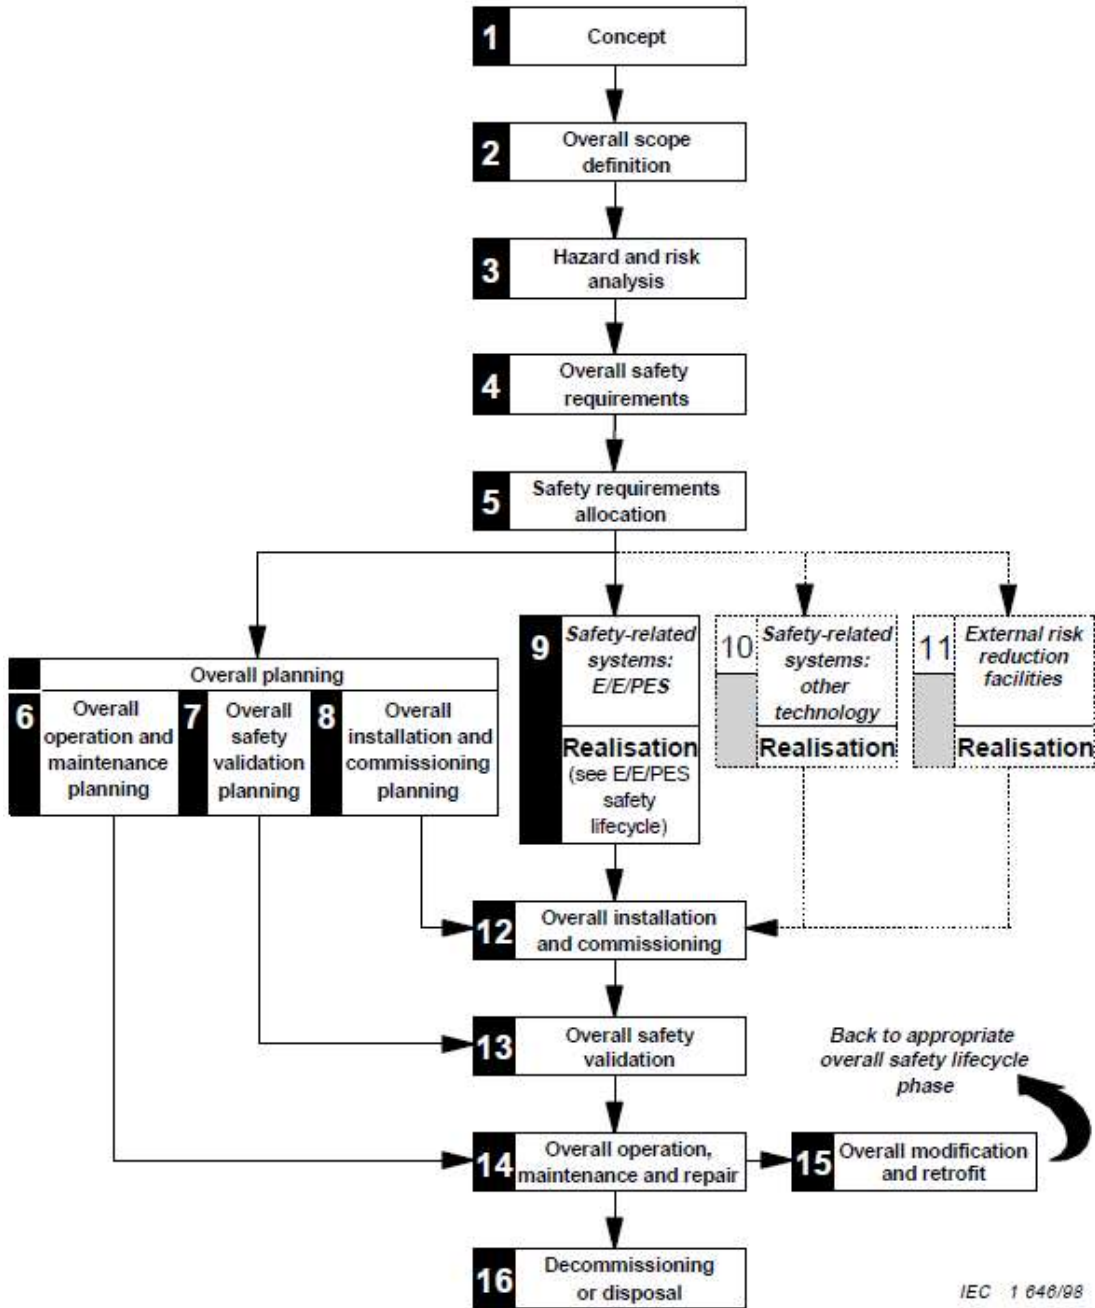 1
Concept
2
Overall scope
definition
3
Hazard and risk
analysis
4
Overall safety
requirements
5
Safety requirements
allocation
Overall planning
6
Overall
operation and
maintenance
planning
7
Overall
safety
validation
planning
8
Overall
installation and
commissioning
planning
9
Safety-related
systems:
E/E/PES
Realisation
(see E/E/PES
safety
lifecycle)
10
Safety-related
systems:
other
technology
Realisation
11
External risk
reduction
facilities
Realisation
12
Overall installation
and commissioning
13
Overall safety
validation
Back to appropriate
overall safety lifecycle
phase
14
Overall operation,
maintenance and repair
15
Overall modification
and retrofit
16
Decommissioning
or disposal
IEC 1 646/98